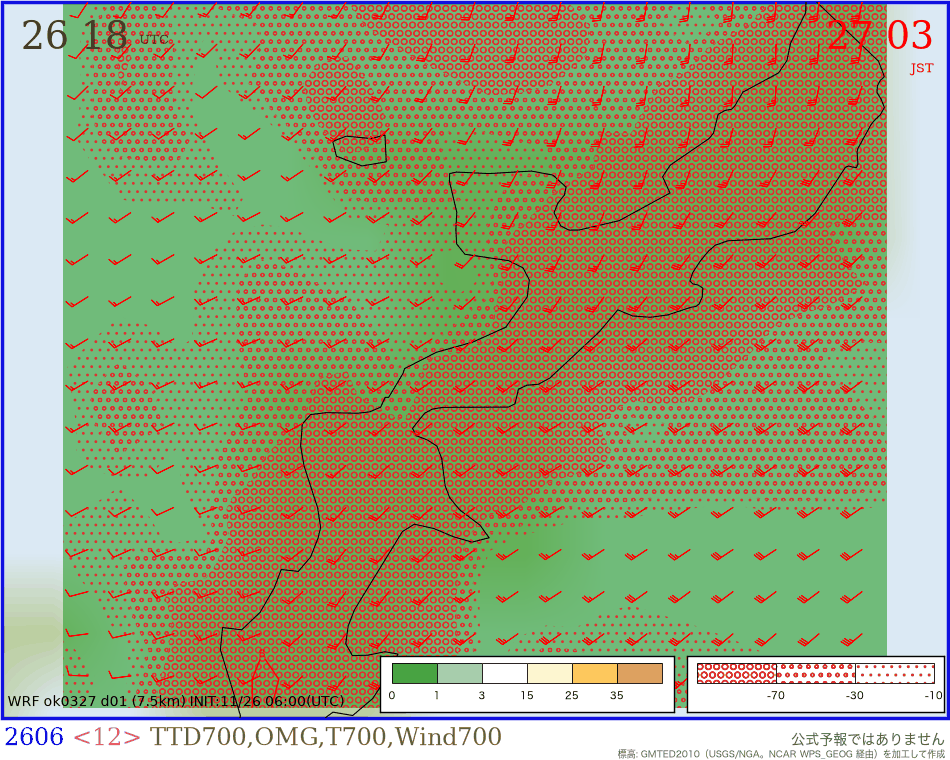 26 18 UTC
27 03
JST
0 1 3 15 25 35
-70 -30 -10
WRF ok0327 d01 (7.5km) INIT:11/26 06:00(UTC)
2606 <12> TTD700,OMG,T700,Wind700
公式予報ではありません
標高: GMTED2010（USGS/NGA。NCAR WPS_GEOG 経由）を加工して作成